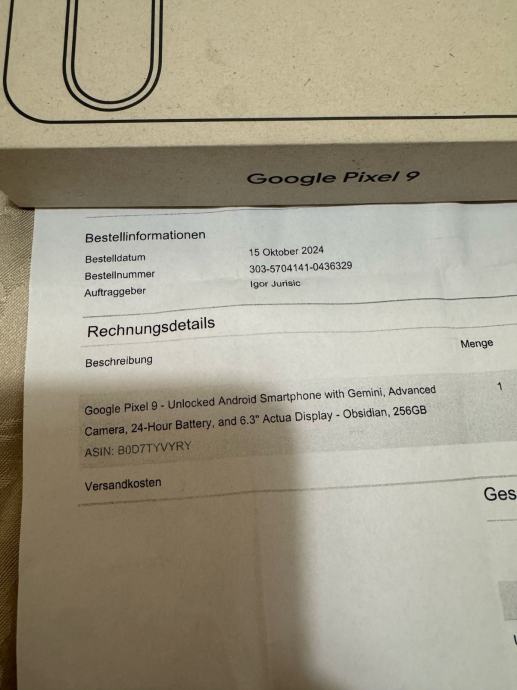 Google Pixel 9
Bestellinformationen
Bestelldatum 15 Oktober 2024
Bestellnummer 303-5704141-0436329
Auftraggeber Igor Jurisic
Rechnungsdetails
Beschreibung Menge
Google Pixel 9 - Unlocked Android Smartphone with Gemini, Advanced 1
Camera, 24-Hour Battery, and 6.3" Actua Display - Obsidian, 256GB
ASIN: B0D7TYVYRY
Versandkosten
Ges